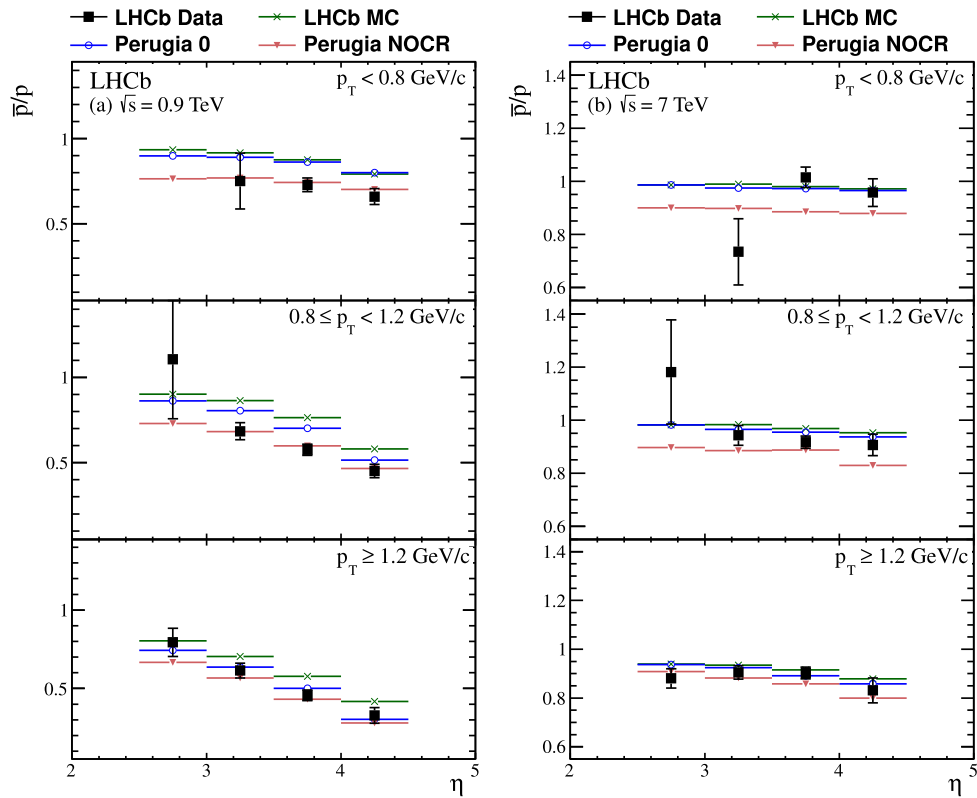 LHCb Data
LHCb MC
Perugia 0
Perugia NOCR
LHCb
(a) √s = 0.9 TeV
p_T < 0.8 GeV/c
p̅/p
1
0.5
0.8 ≤ p_T < 1.2 GeV/c
p̅/p
1
0.5
p_T ≥ 1.2 GeV/c
p̅/p
1
0.5
2 3 4 5
η
LHCb Data
LHCb MC
Perugia 0
Perugia NOCR
LHCb
(b) √s = 7 TeV
p_T < 0.8 GeV/c
p̅/p
1.4
1.2
1
0.8
0.6
0.8 ≤ p_T < 1.2 GeV/c
p̅/p
1.4
1.2
1
0.8
0.6
p_T ≥ 1.2 GeV/c
p̅/p
1.4
1.2
1
0.8
0.6
2 3 4 5
η